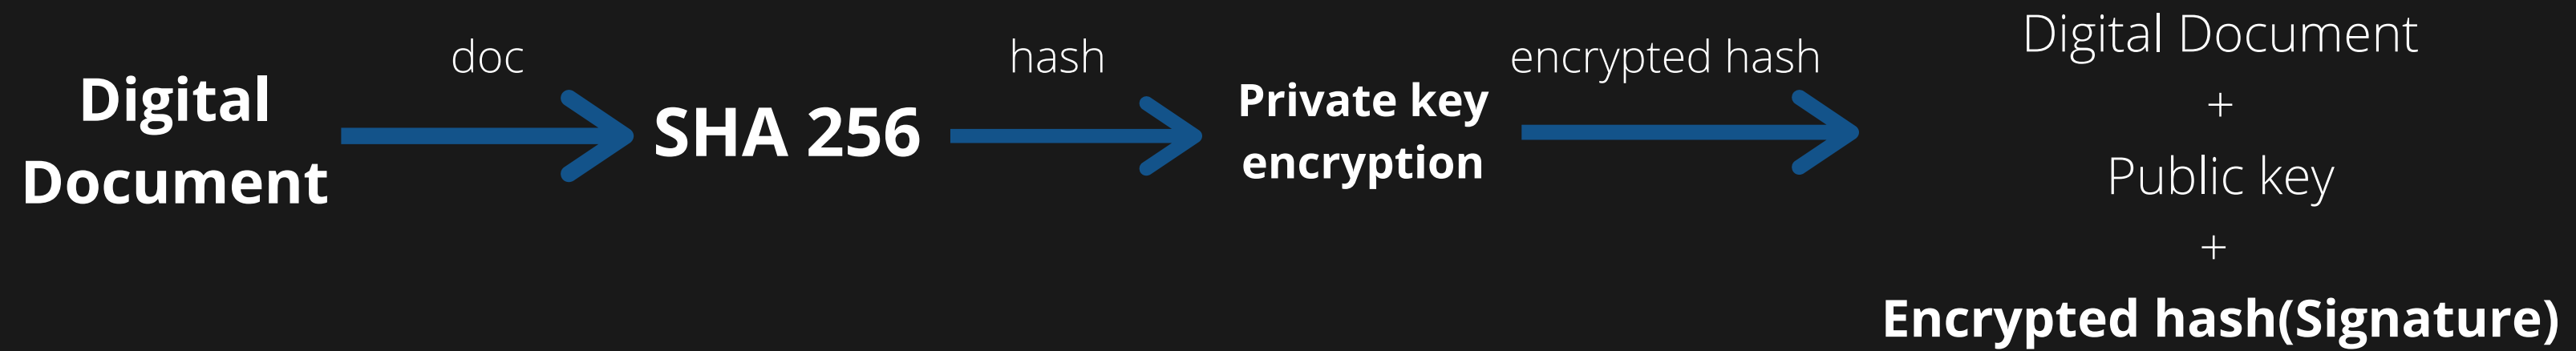 Digital
Document
doc
SHA 256
hash
Private key
encryption
encrypted hash
Digital Document
+
Public key
+
Encrypted hash(Signature)